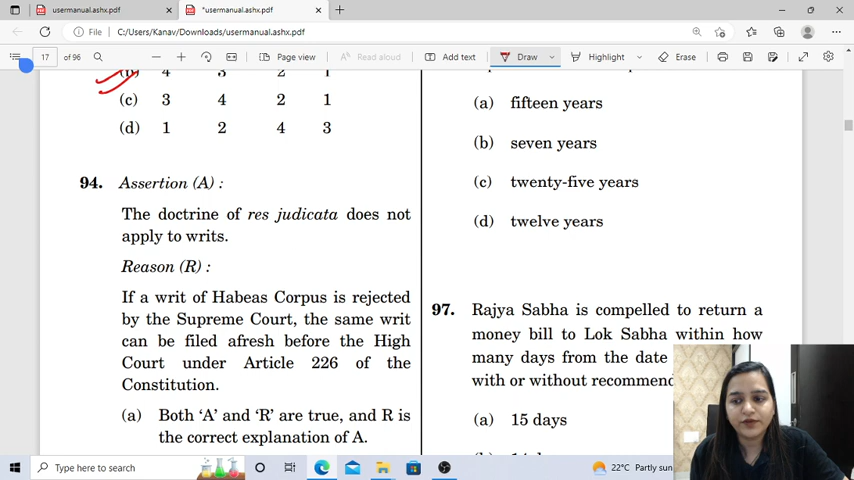 usermanual.ashx.pdf
*usermanual.ashx.pdf
File
C:/Users/Kanav/Downloads/usermanual.ashx.pdf
17
of 96
Page view
Read aloud
Add text
Draw
Highlight
Erase
(b) 4 3 2 1
(c) 3 4 2 1
(d) 1 2 4 3
94. Assertion (A) :
The doctrine of res judicata does not
apply to writs.
Reason (R) :
If a writ of Habeas Corpus is rejected
by the Supreme Court, the same writ
can be filed afresh before the High
Court under Article 226 of the
Constitution.
(a) Both ‘A’ and ‘R’ are true, and R is
the correct explanation of A.
(a) fifteen years
(b) seven years
(c) twenty-five years
(d) twelve years
97. Rajya Sabha is compelled to return a
money bill to Lok Sabha within how
many days from the date
with or without
(a) 15 days
Type here to search
22°C Partly sun